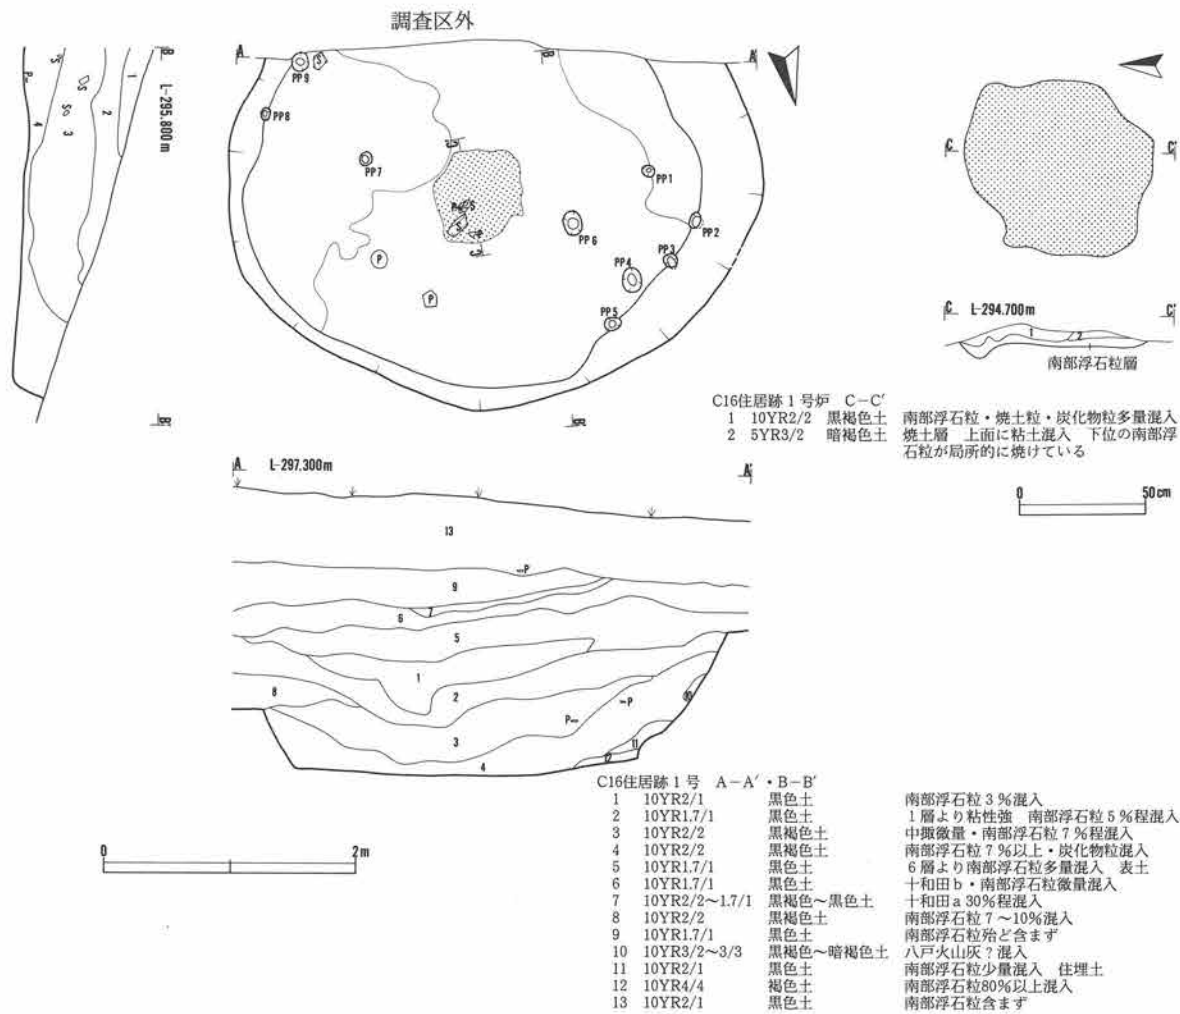 調査区外
A
B
A′
PP9
S
PP8
PP7
PP1
PP2
PP3
PP4
PP5
PP6
P
P
S
S
P
B
L-295.800m
B′
P
S
S
S
1
2
3
4
C
C′
C
L-294.700m
C′
1
2
南部浮石粒層
C16住居跡1号炉 C-C′
1 10YR2/2 黒褐色土 南部浮石粒・焼土粒・炭化物粒多量混入
2 5YR3/2 暗褐色土 焼土層 上面に粘土混入 下位の南部浮
石粒が局所的に焼けている
0 50cm
A
L-297.300m
A′
13
P
9
7
6
5
1
2
8
10
P
P
3
11
12
4
0 2m
C16住居跡1号 A-A′・B-B′
1 10YR2/1 黒色土 南部浮石粒3%混入
2 10YR1.7/1 黒色土 1層より粘性強 南部浮石粒5%程混入
3 10YR2/2 黒褐色土 中掫微量・南部浮石粒7%程混入
4 10YR2/2 黒褐色土 南部浮石粒7%以上・炭化物粒混入
5 10YR1.7/1 黒色土 6層より南部浮石粒多量混入 表土
6 10YR1.7/1 黒色土 十和田b・南部浮石粒微量混入
7 10YR2/2~1.7/1 黒褐色~黒色土 十和田a30%程混入
8 10YR2/2 黒褐色土 南部浮石粒7~10%混入
9 10YR1.7/1 黒色土 南部浮石粒殆ど含まず
10 10YR3/2~3/3 黒褐色~暗褐色土 八戸火山灰?混入
11 10YR2/1 黒色土 南部浮石粒少量混入 住埋土
12 10YR4/4 褐色土 南部浮石粒80%以上混入
13 10YR2/1 黒色土 南部浮石粒含まず